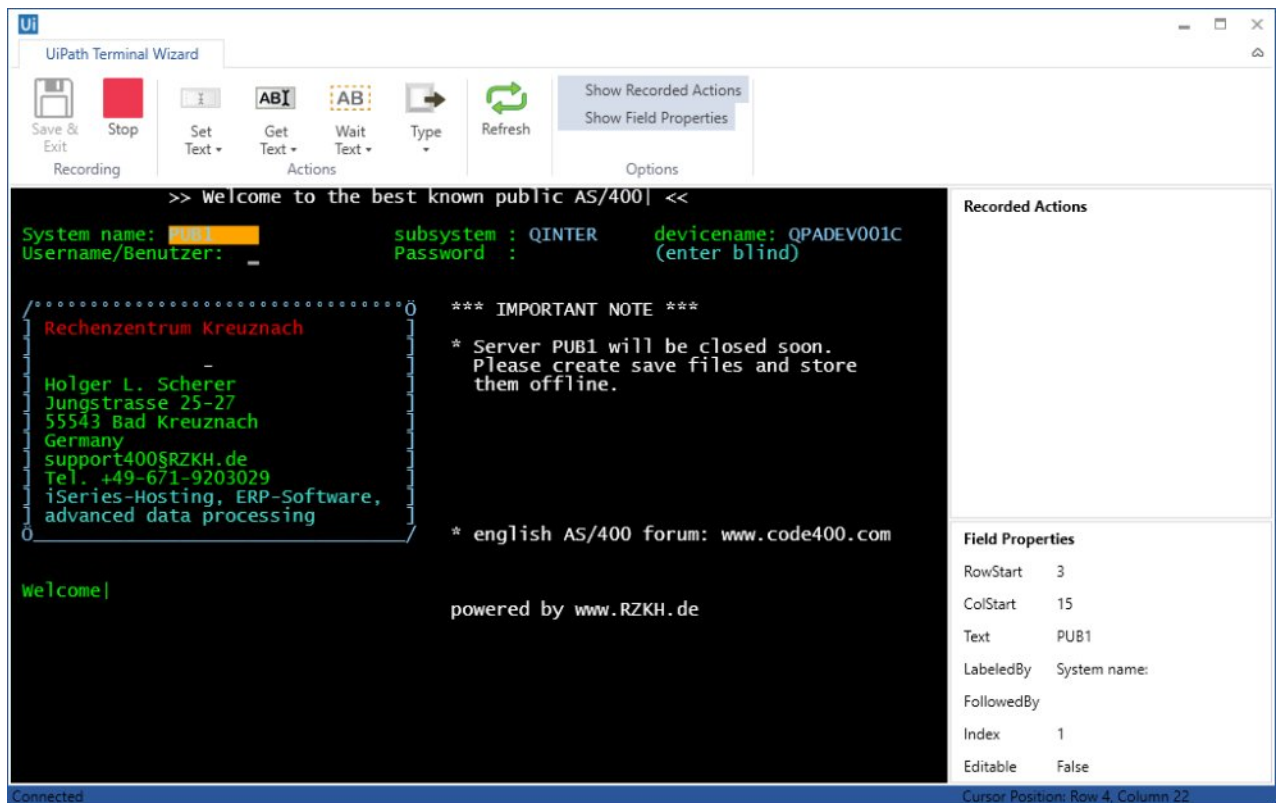 Ui
UiPath Terminal Wizard
Save & Exit
Stop
Set Text
ABI
Get Text
AB
Wait Text
Type
Refresh
Show Recorded Actions
Show Field Properties
Recording
Actions
Options
>> Welcome to the best known public AS/400| <<
System name: PUB1 subsystem : QINTER devicename: QPADEV001C
Username/Benutzer: _ Password : (enter blind)
/°°°°°°°°°°°°°°°°°°°°°°°°°°°°°°°°°Ö *** IMPORTANT NOTE ***
] Rechenzentrum Kreuznach ]
] ] * Server PUB1 will be closed soon.
] _ ] Please create save files and store
] Holger L. Scherer ] them offline.
] Jungstrasse 25-27 ]
] 55543 Bad Kreuznach ]
] Germany ]
] support400§RZKH.de ]
] Tel. +49-671-9203029 ]
] iSeries-Hosting, ERP-Software, ]
] advanced data processing ]
Ö_________________________________/ * english AS/400 forum: www.code400.com
Welcome|
powered by www.RZKH.de
Recorded Actions
Field Properties
RowStart 3
ColStart 15
Text PUB1
LabeledBy System name:
FollowedBy
Index 1
Editable False
Connected
Cursor Position: Row 4, Column 22